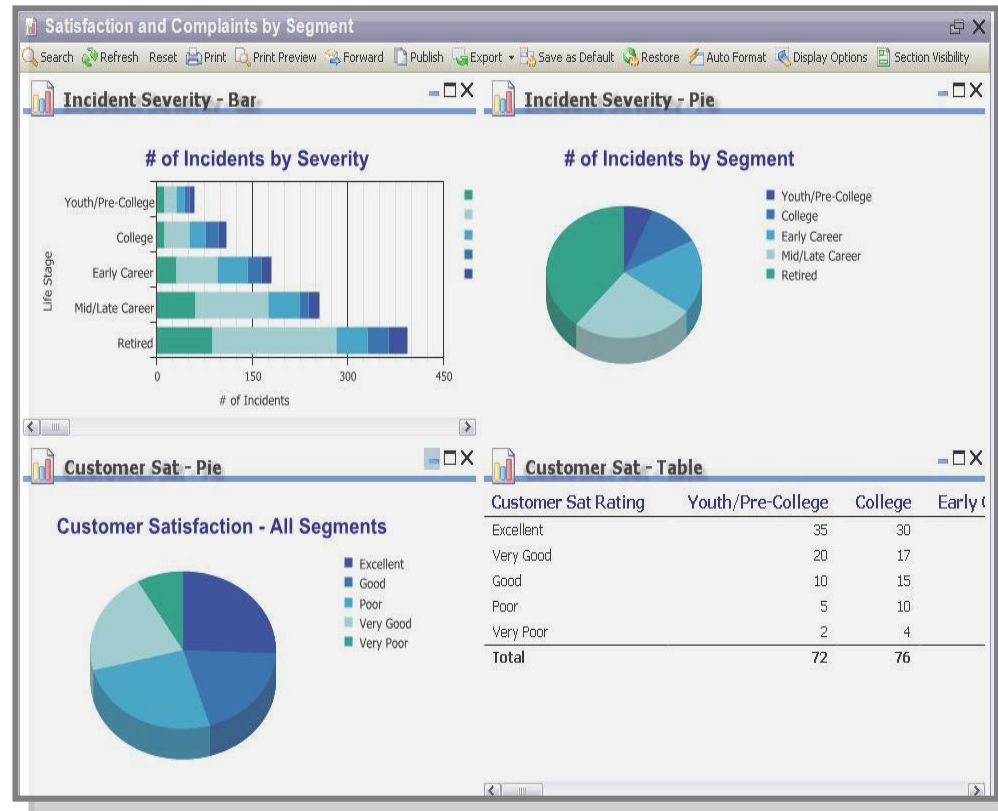 Satisfaction and Complaints by Segment
Search Refresh Reset Print Print Preview Forward Publish Export Save as Default Restore Auto Format Display Options Section Visibility
Incident Severity - Bar
# of Incidents by Severity
Life Stage
Youth/Pre-College
College
Early Career
Mid/Late Career
Retired
0 150 300 450
# of Incidents
Incident Severity - Pie
# of Incidents by Segment
Youth/Pre-College
College
Early Career
Mid/Late Career
Retired
Customer Sat - Pie
Customer Satisfaction - All Segments
Excellent
Good
Poor
Very Good
Very Poor
Customer Sat - Table
Customer Sat Rating Youth/Pre-College College Early
Excellent 35 30
Very Good 20 17
Good 10 15
Poor 5 10
Very Poor 2 4
Total 72 76